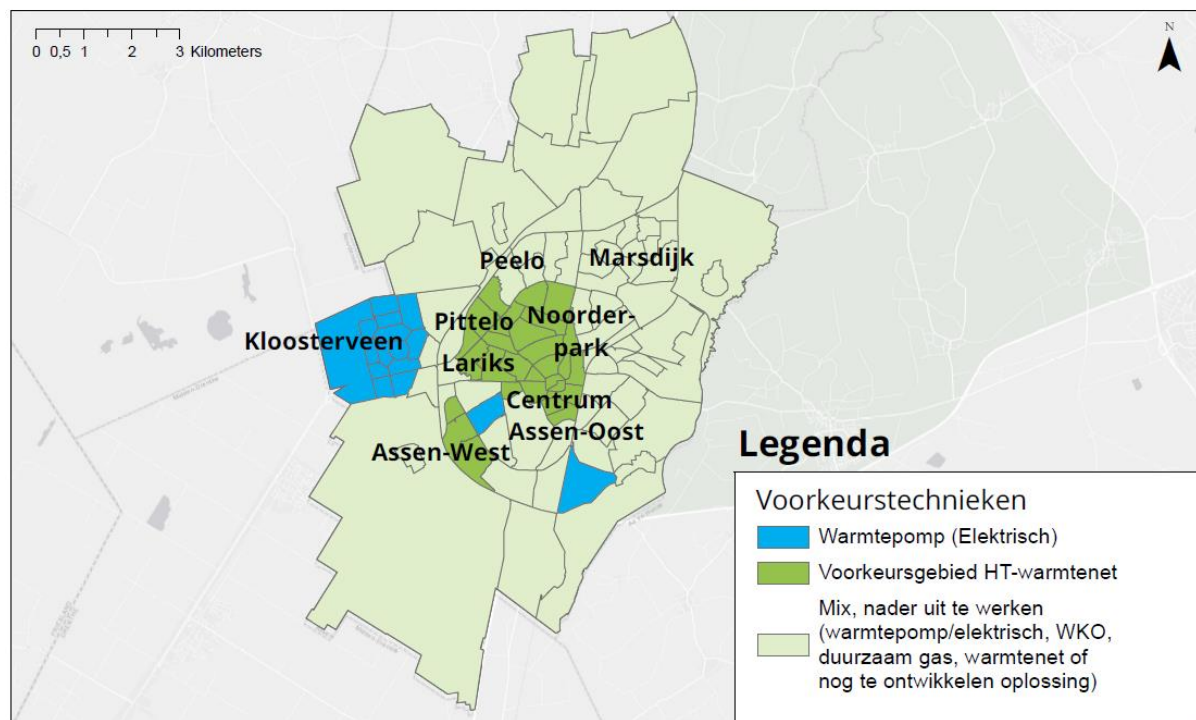 0 0,5 1 2 3 Kilometers
N
Peelo
Marsdijk
Kloosterveen
Pittelo
Noorder-
park
Lariks
Centrum
Assen-Oost
Assen-West
Legenda
Voorkeurstechnieken
Warmtepomp (Elektrisch)
Voorkeursgebied HT-warmtenet
Mix, nader uit te werken
(warmtepomp/elektrisch, WKO,
duurzaam gas, warmtenet of
nog te ontwikkelen oplossing)